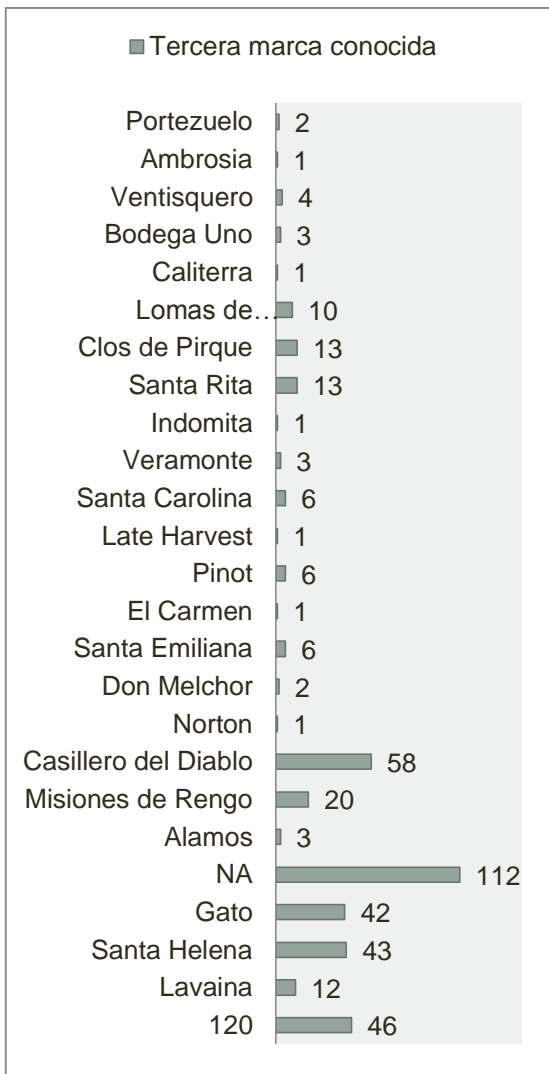 Tercera marca conocida
Portezuelo 2
Ambrosia 1
Ventisquero 4
Bodega Uno 3
Caliterra 1
Lomas de… 10
Clos de Pirque 13
Santa Rita 13
Indomita 1
Veramonte 3
Santa Carolina 6
Late Harvest 1
Pinot 6
El Carmen 1
Santa Emiliana 6
Don Melchor 2
Norton 1
Casillero del Diablo 58
Misiones de Rengo 20
Alamos 3
NA 112
Gato 42
Santa Helena 43
Lavaina 12
120 46